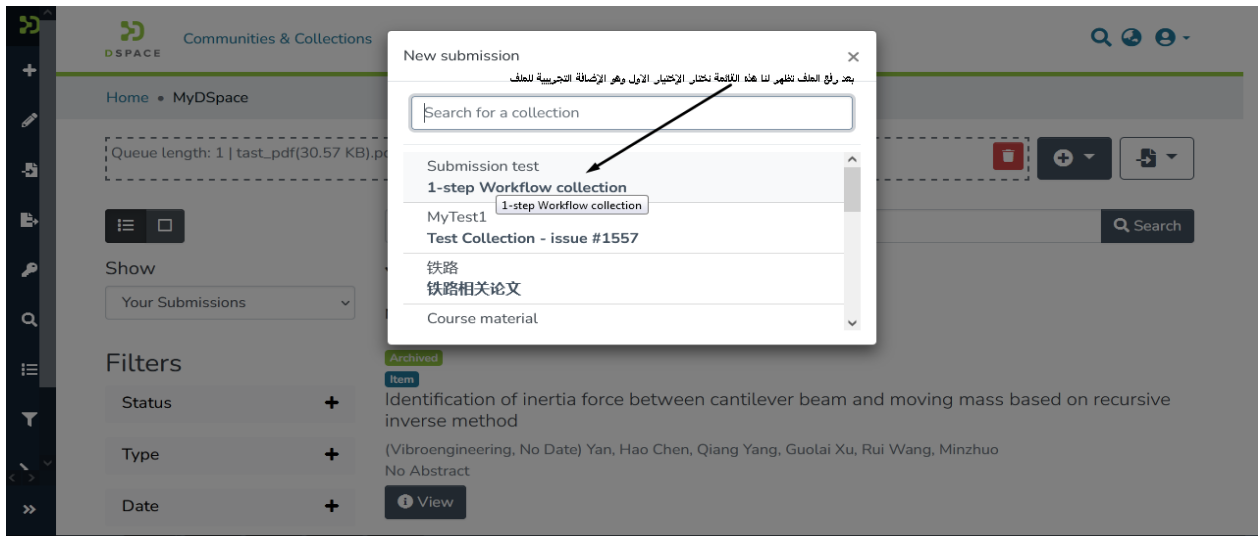 DSPACE
Communities & Collections
Home • MyDSpace
Queue length: 1 | tast_pdf(30.57 KB).p
New submission
×
بعد رفع الملف تظهر لنا هذه القائمة نختار الإختيار الاول وهو الإضافة التجريبية للملف
Search for a collection
Submission test
1-step Workflow collection
1-step Workflow collection
MyTest1
Test Collection - issue #1557
铁路
铁路相关论文
Course material
Search
Show
Your Submissions
Filters
Status
Type
Date
Archived
Item
Identification of inertia force between cantilever beam and moving mass based on recursive
inverse method
(Vibroengineering, No Date) Yan, Hao Chen, Qiang Yang, Guolai Xu, Rui Wang, Minzhuo
No Abstract
View